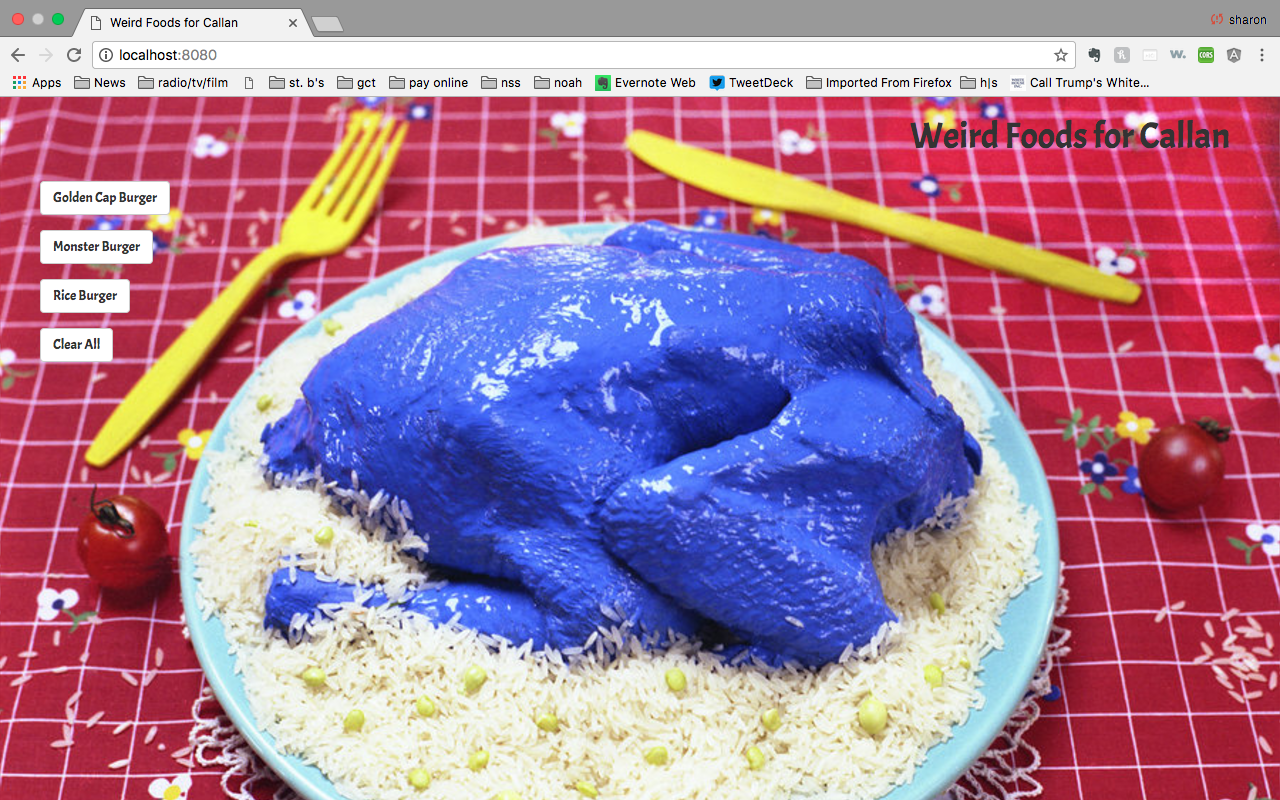 Weird Foods for Callan
sharon
localhost:8080
Apps News radio/tv/film st. b's gct pay online nss noah Evernote Web TweetDeck Imported From Firefox h|s Call Trump's White...
w. CORS
Weird Foods for Callan
Golden Cap Burger
Monster Burger
Rice Burger
Clear All